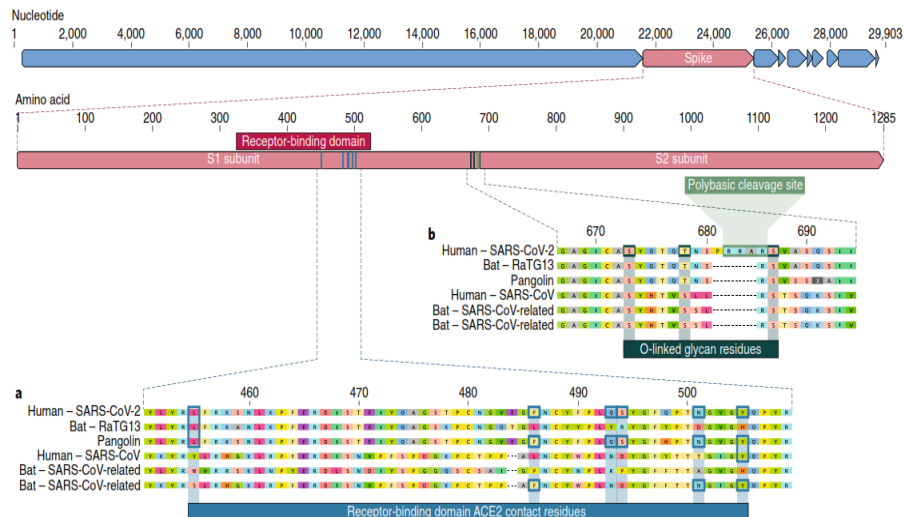 Nucleotide
1 2,000 4,000 6,000 8,000 10,000 12,000 14,000 16,000 18,000 20,000 22,000 24,000 26,000 28,000 29,903
Spike
Amino acid
1 100 200 300 400 500 600 700 800 900 1000 1100 1200 1285
Receptor-binding domain
S1 subunit S2 subunit
Polybasic cleavage site
b 670 680 690
Human – SARS-CoV-2 G A G I C A S Y Q T Q T N S P R R A R S V A S Q S I I
Bat – RaTG13 G A G I C A S Y Q T Q T N S ------ R S V A S Q S I I
Pangolin G A G I C A S Y Q T Q T N S ------ R S V A S X A I I
Human – SARS-CoV G A G I C A S Y H T V S L L ------ R S T S Q K S I V
Bat – SARS-CoV-related G A G I C A S Y H T V S S L ------ R S T S Q K S I V
Bat – SARS-CoV-related G A G I C A S Y H T V S S L ------ R S T S Q K S I V
O-linked glycan residues
a 460 470 480 490 500
Human – SARS-CoV-2 Y L Y R L F R K S N L K P F E R D I S T E I Y Q A G S T P C N G V E G F N C Y F P L Q S Y G F Q P T N G V G Y Q P Y R
Bat – RaTG13 Y L Y R L F R K A N L K P F E R D I S T E I Y Q A G S K P C N G Q T G L N C Y Y P L Y R Y G F Y P T D G V G H Q P Y R
Pangolin Y L Y R L F R K S N L K P F E R D I S T E I Y Q A G S T P C N G V E G F N C Y F P L Q S Y G F H P T N G V G Y Q P Y R
Human – SARS-CoV Y K Y R Y L R H G K L R P F E R D I S N V P F S P D G K P C T P P -- A L N C Y W P L N D Y G F Y T T T G I G Y Q P Y R
Bat – SARS-CoV-related Y L Y R W V R R S K L N P Y E R D L S N D I Y S P G G Q S C S A I --- G P N C Y N P L R P Y G F F T T A G V G H Q P Y R
Bat – SARS-CoV-related Y K Y R S L R H G K L R P F E R D I S N V P F S P D G K P C T P P -- A F N C Y W P L N D Y G F F T T N G I G Y Q P Y R
Receptor-binding domain ACE2 contact residues